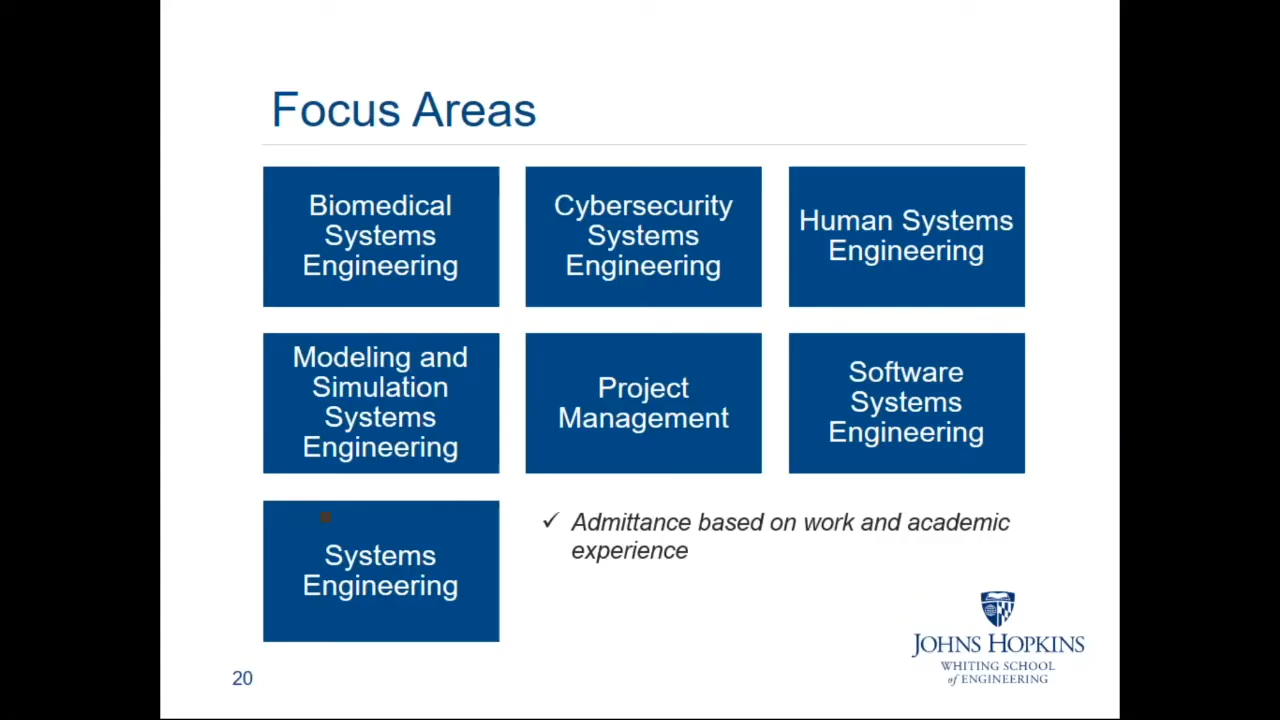 Focus Areas
Biomedical
Systems
Engineering
Cybersecurity
Systems
Engineering
Human Systems
Engineering
Modeling and
Simulation
Systems
Engineering
Project
Management
Software
Systems
Engineering
Systems
Engineering
✓ Admittance based on work and academic
experience
JOHNS HOPKINS
WHITING SCHOOL
of ENGINEERING
20